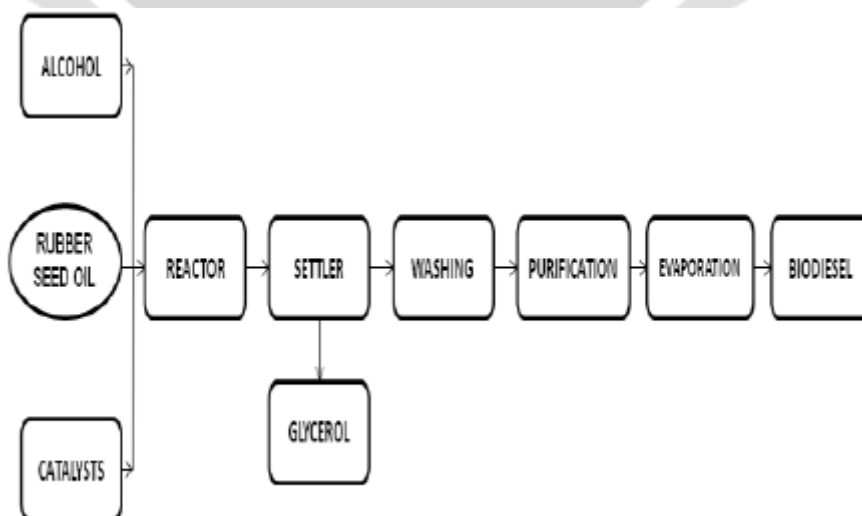 ALCOHOL
RUBBER
SEED OIL
REACTOR
SETTLER
WASHING
PURIFICATION
EVAPORATION
BIODIESEL
GLYCEROL
CATALYSTS